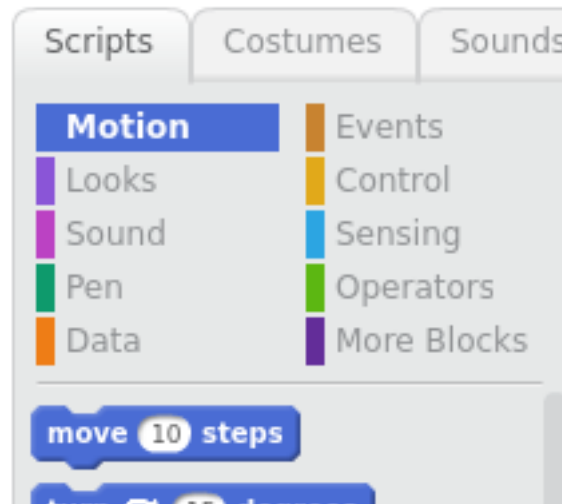 Scripts Costumes Sounds
Motion Events
Looks Control
Sound Sensing
Pen Operators
Data More Blocks
move 10 steps